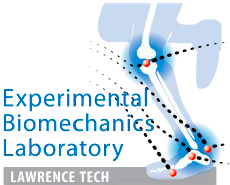 Experimental
Biomechanics
Laboratory
LAWRENCE TECH